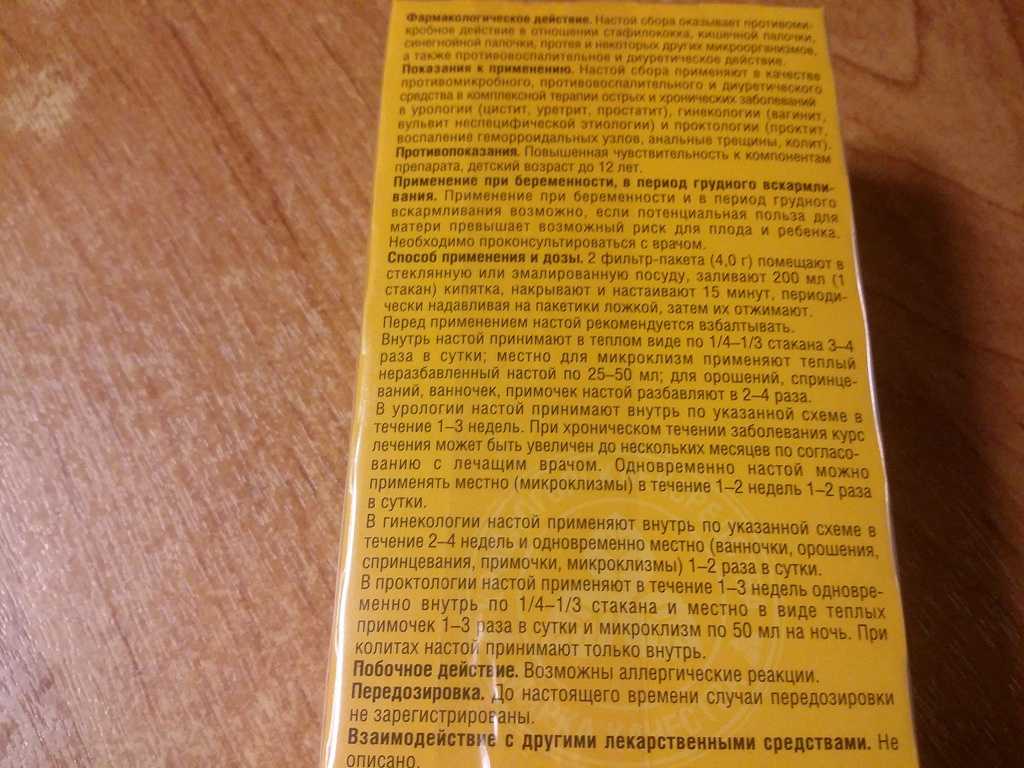 Фармакологическое действие. Настой сбора оказывает противоми-
кробное действие в отношении стафилококка, кишечной палочки,
синегнойной палочки, протея и некоторых других микроорганизмов,
а также противовоспалительное и диуретическое действие.
Показания к применению. Настой сбора применяют в качестве
противомикробного, противовоспалительного и диуретического
средства в комплексной терапии острых и хронических заболеваний
в урологии (цистит, уретрит, простатит), гинекологии (вагинит,
вульвит неспецифической этиологии) и проктологии (проктит,
воспаление геморроидальных узлов, анальные трещины, колит).
Противопоказания. Повышенная чувствительность к компонентам
препарата, детский возраст до 12 лет.
Применение при беременности, в период грудного вскармли-
вания. Применение при беременности и в период грудного
вскармливания возможно, если потенциальная польза для
матери превышает возможный риск для плода и ребенка.
Необходимо проконсультироваться с врачом.
Способ применения и дозы. 2 фильтр-пакета (4,0 г) помещают в
стеклянную или эмалированную посуду, заливают 200 мл (1
стакан) кипятка, накрывают и настаивают 15 минут, периоди-
чески надавливая на пакетики ложкой, затем их отжимают.
Перед применением настой рекомендуется взбалтывать.
Внутрь настой принимают в теплом виде по 1/4–1/3 стакана 3–4
раза в сутки; местно для микроклизм применяют теплый
неразбавленный настой по 25–50 мл; для орошений, спринце-
ваний, ванночек, примочек настой разбавляют в 2–4 раза.
В урологии настой принимают внутрь по указанной схеме в
течение 1–3 недель. При хроническом течении заболевания курс
лечения может быть увеличен до нескольких месяцев по согласо-
ванию с лечащим врачом. Одновременно настой можно
применять местно (микроклизмы) в течение 1–2 недель 1–2 раза
в сутки.
В гинекологии настой применяют внутрь по указанной схеме в
течение 2–4 недель и одновременно местно (ванночки, орошения,
спринцевания, примочки, микроклизмы) 1–2 раза в сутки.
В проктологии настой применяют в течение 1–3 недель одновре-
менно внутрь по 1/4–1/3 стакана и местно в виде теплых
примочек 1–3 раза в сутки и микроклизм по 50 мл на ночь. При
колитах настой принимают только внутрь.
Побочное действие. Возможны аллергические реакции.
Передозировка. До настоящего времени случаи передозировки
не зарегистрированы.
Взаимодействие с другими лекарственными средствами. Не
описано.